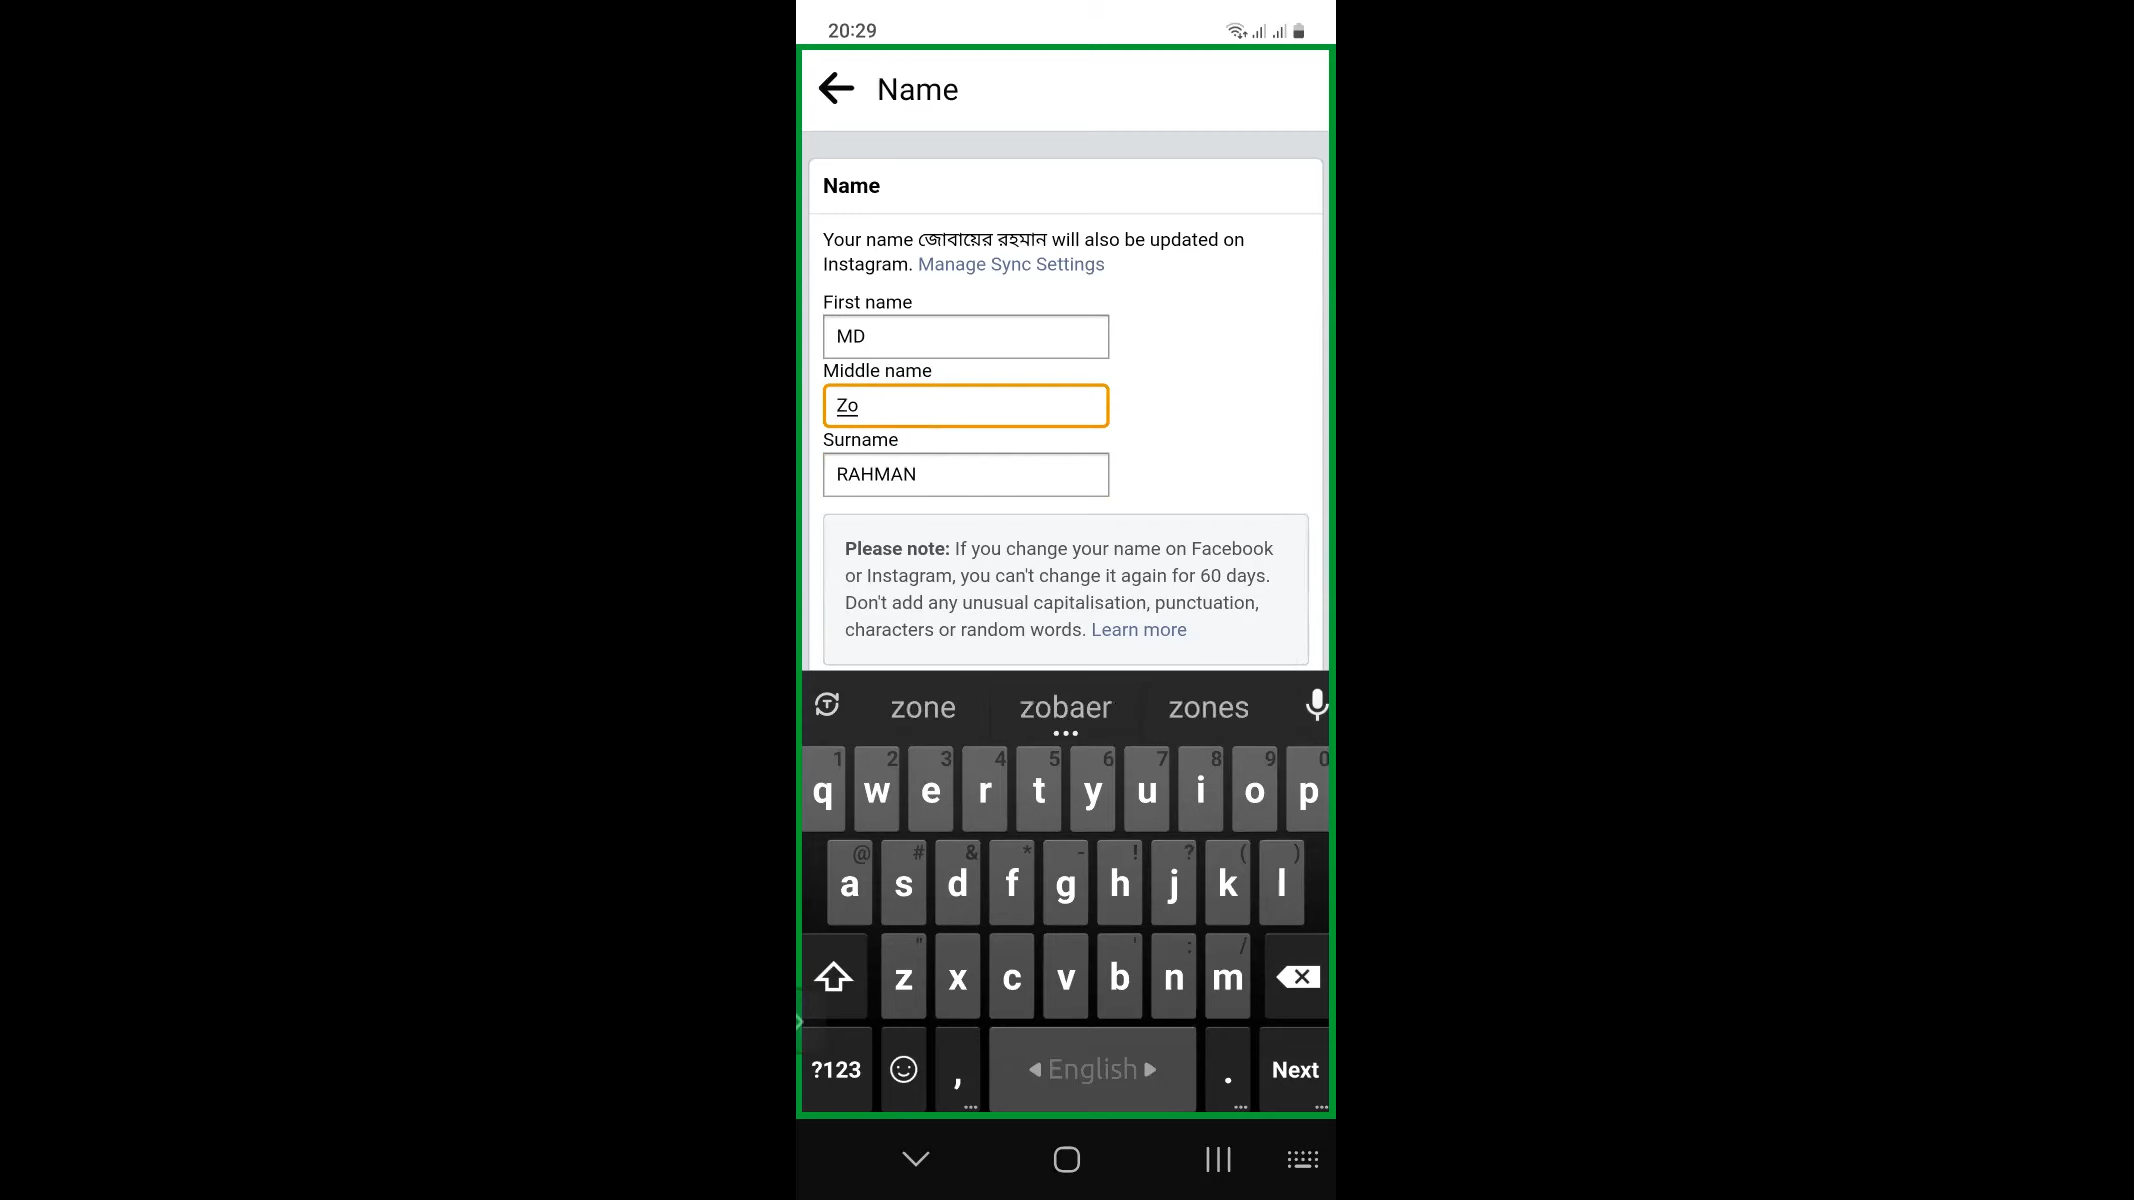 20:29
Name
Name
Your name জোবায়ের রহমান will also be updated on
Instagram. Manage Sync Settings
First name
MD
Middle name
Zo
Surname
RAHMAN
Please note: If you change your name on Facebook
or Instagram, you can't change it again for 60 days.
Don't add any unusual capitalisation, punctuation,
characters or random words. Learn more
zone zobaer zones
1 2 3 4 5 6 7 8 9 0
q w e r t y u i o p
@ # & * - ! ? ( )
a s d f g h j k l
" ' : /
z x c v b n m
?123 , English . Next